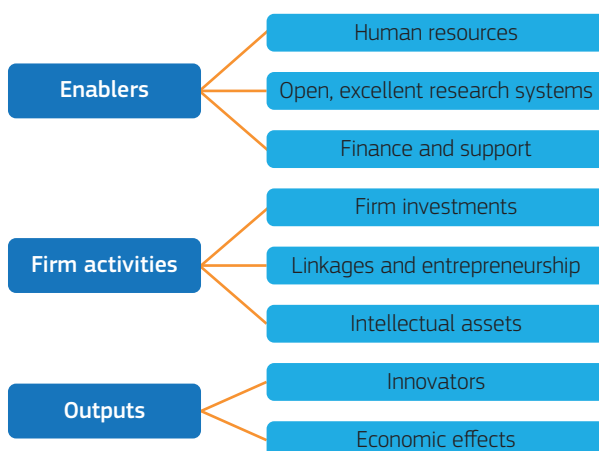 Enablers
Human resources
Open, excellent research systems
Finance and support
Firm activities
Firm investments
Linkages and entrepreneurship
Intellectual assets
Outputs
Innovators
Economic effects